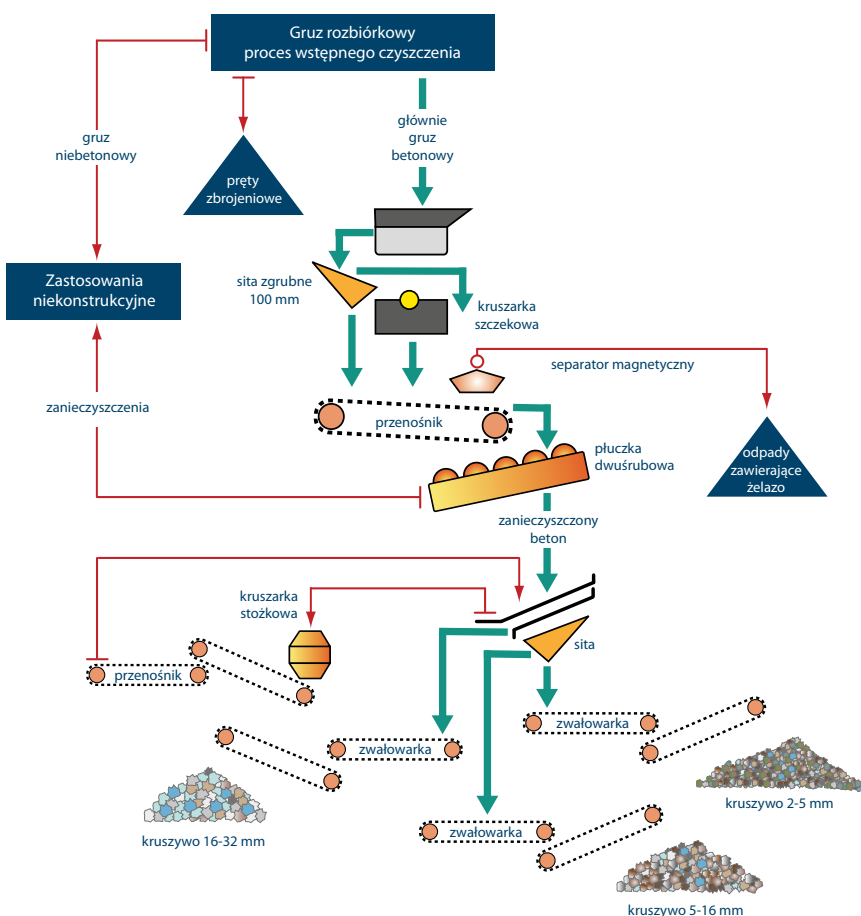 Gruz rozbiórkowy
proces wstępnego czyszczenia
głównie
gruz
betonowy
gruz
niebetonowy
pręty
zbrojeniowe
Zastosowania
niekonstrukcyjne
sita zgrubne
100 mm
kruszarka
szczekowa
separator magnetyczny
zanieczyszczenia
przenośnik
płuczka
dwuśrubowa
odpady
zawierające
żelazo
zanieczyszczony
beton
kruszarka
stożkowa
sita
przenośnik
zwałowarka
zwałowarka
kruszywo 2-5 mm
kruszywo 16-32 mm
zwałowarka
kruszywo 5-16 mm